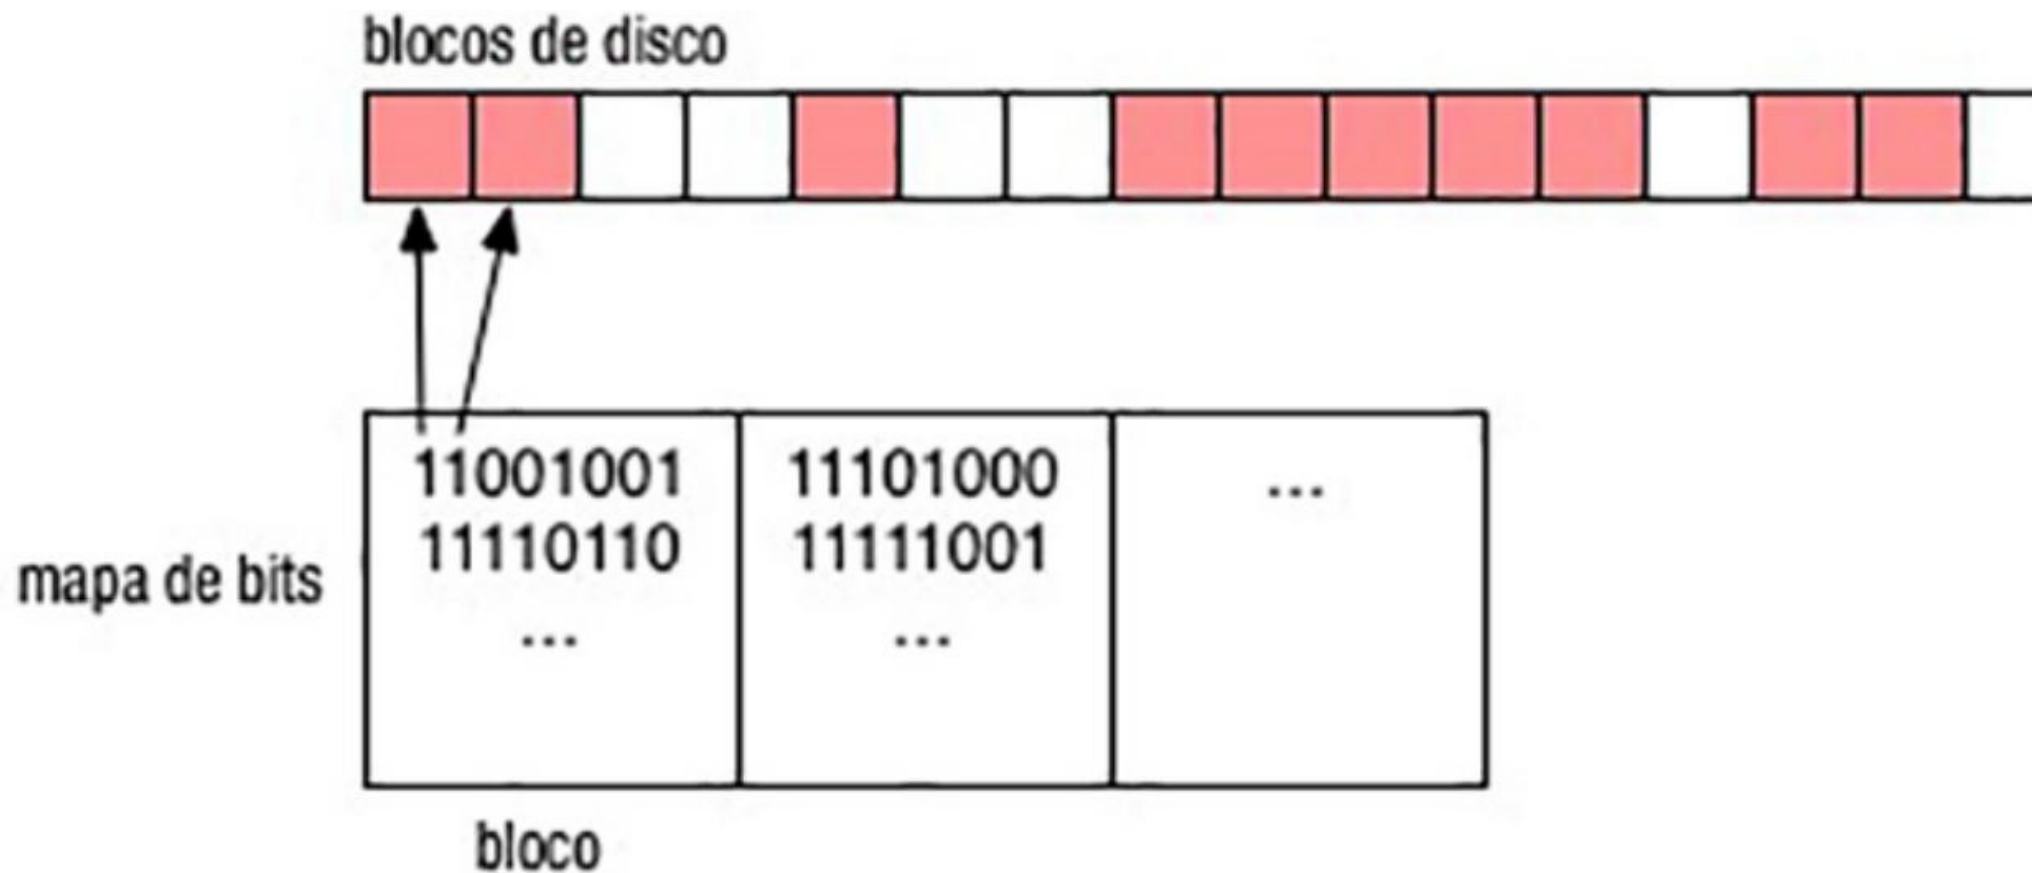 blocos de disco
11001001
11110110
...
11101000
11111001
...
...
mapa de bits
bloco